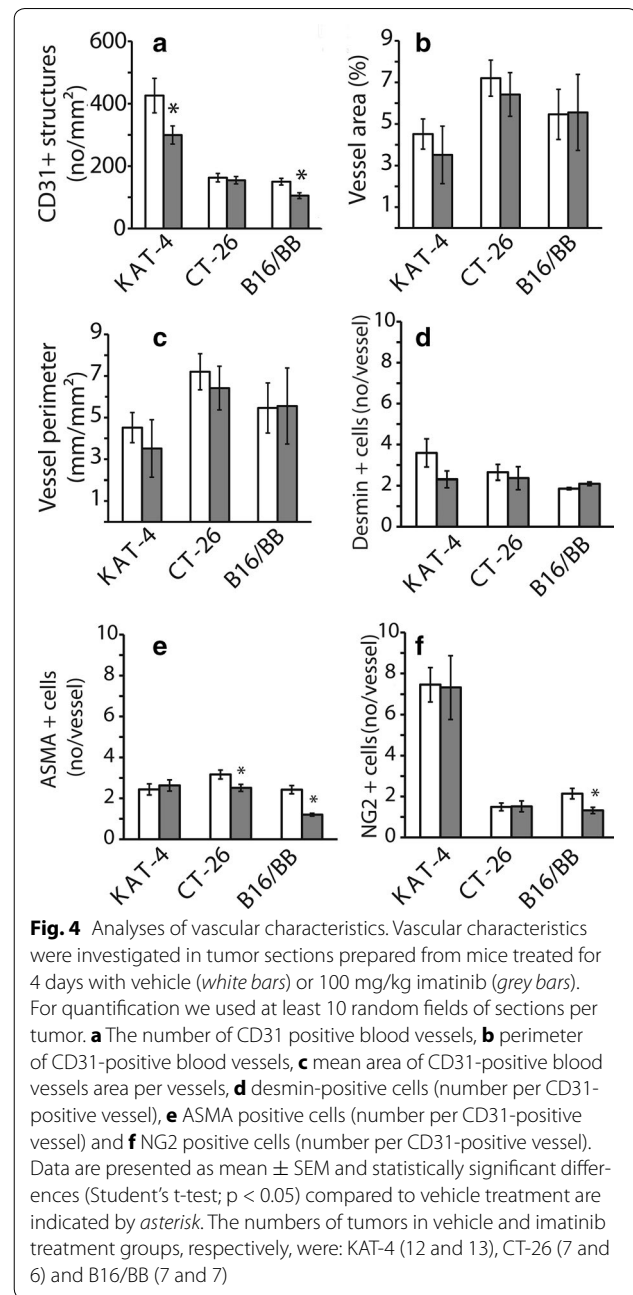 a
CD31+ structures
(no/mm²)
600
400
200
0
*
*
KAT-4
CT-26
B16/BB
b
Vessel area (%)
9
7
5
3
1
KAT-4
CT-26
B16/BB
c
Vessel perimeter
(mm/mm²)
9
7
5
3
1
KAT-4
CT-26
B16/BB
d
Desmin + cells (no/vessel)
10
8
6
4
2
0
KAT-4
CT-26
B16/BB
e
ASMA + cells
(no/vessel)
10
8
6
4
2
0
*
*
KAT-4
CT-26
B16/BB
f
NG2 + cells (no/vessel)
10
8
6
4
2
0
*
KAT-4
CT-26
B16/BB
Fig. 4 Analyses of vascular characteristics. Vascular characteristics
were investigated in tumor sections prepared from mice treated for
4 days with vehicle (white bars) or 100 mg/kg imatinib (grey bars).
For quantification we used at least 10 random fields of sections per
tumor. a The number of CD31 positive blood vessels, b perimeter
of CD31-positive blood vessels, c mean area of CD31-positive blood
vessels area per vessels, d desmin-positive cells (number per CD31-
positive vessel), e ASMA positive cells (number per CD31-positive
vessel) and f NG2 positive cells (number per CD31-positive vessel).
Data are presented as mean ± SEM and statistically significant differ-
ences (Student's t-test; p < 0.05) compared to vehicle treatment are
indicated by asterisk. The numbers of tumors in vehicle and imatinib
treatment groups, respectively, were: KAT-4 (12 and 13), CT-26 (7 and
6) and B16/BB (7 and 7)